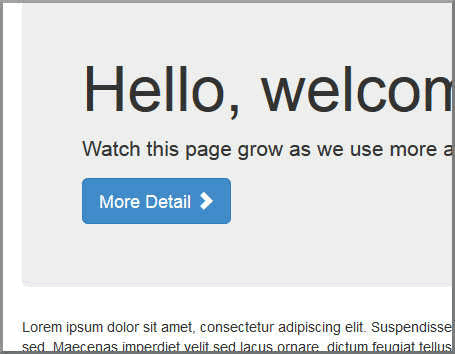 Hello, welcom
Watch this page grow as we use more a
More Detail
Lorem ipsum dolor sit amet, consectetur adipiscing elit. Suspendisse
sed. Maecenas imperdiet velit sed lacus ornare, dictum feugiat tellus